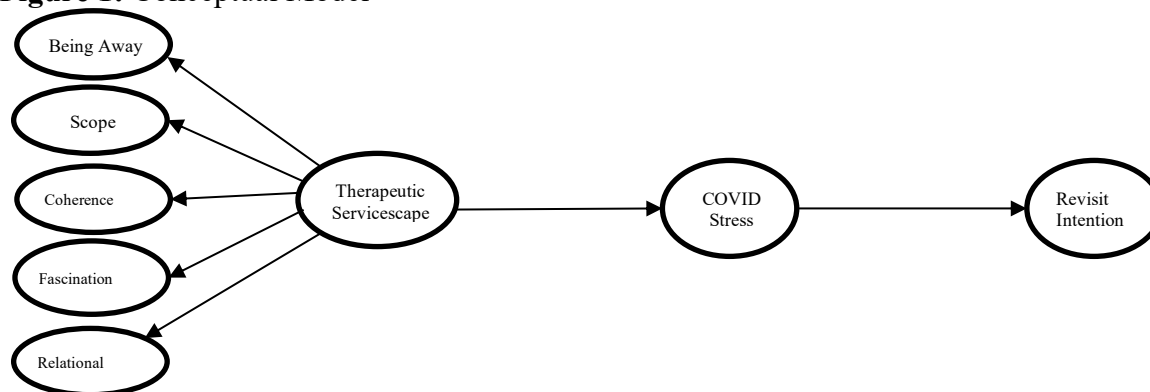 Figure 1. Conceptual Model
Being Away
Scope
Coherence
Fascination
Relational
Therapeutic
Servicescape
COVID
Stress
Revisit
Intention